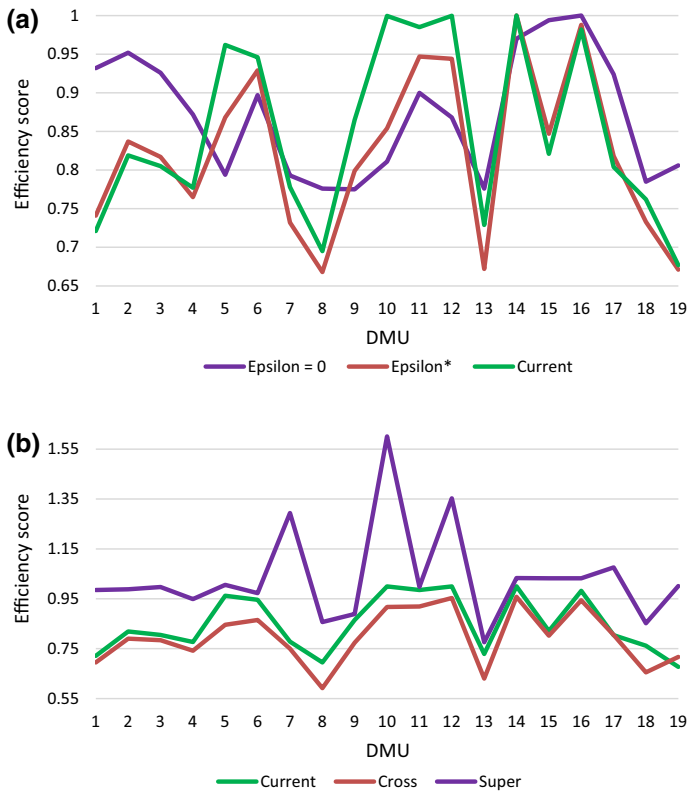 (a)
Efficiency score
1
0.95
0.9
0.85
0.8
0.75
0.7
0.65
1 2 3 4 5 6 7 8 9 10 11 12 13 14 15 16 17 18 19
DMU
Epsilon = 0 Epsilon* Current
(b)
Efficiency score
1.55
1.35
1.15
0.95
0.75
0.55
1 2 3 4 5 6 7 8 9 10 11 12 13 14 15 16 17 18 19
DMU
Current Cross Super